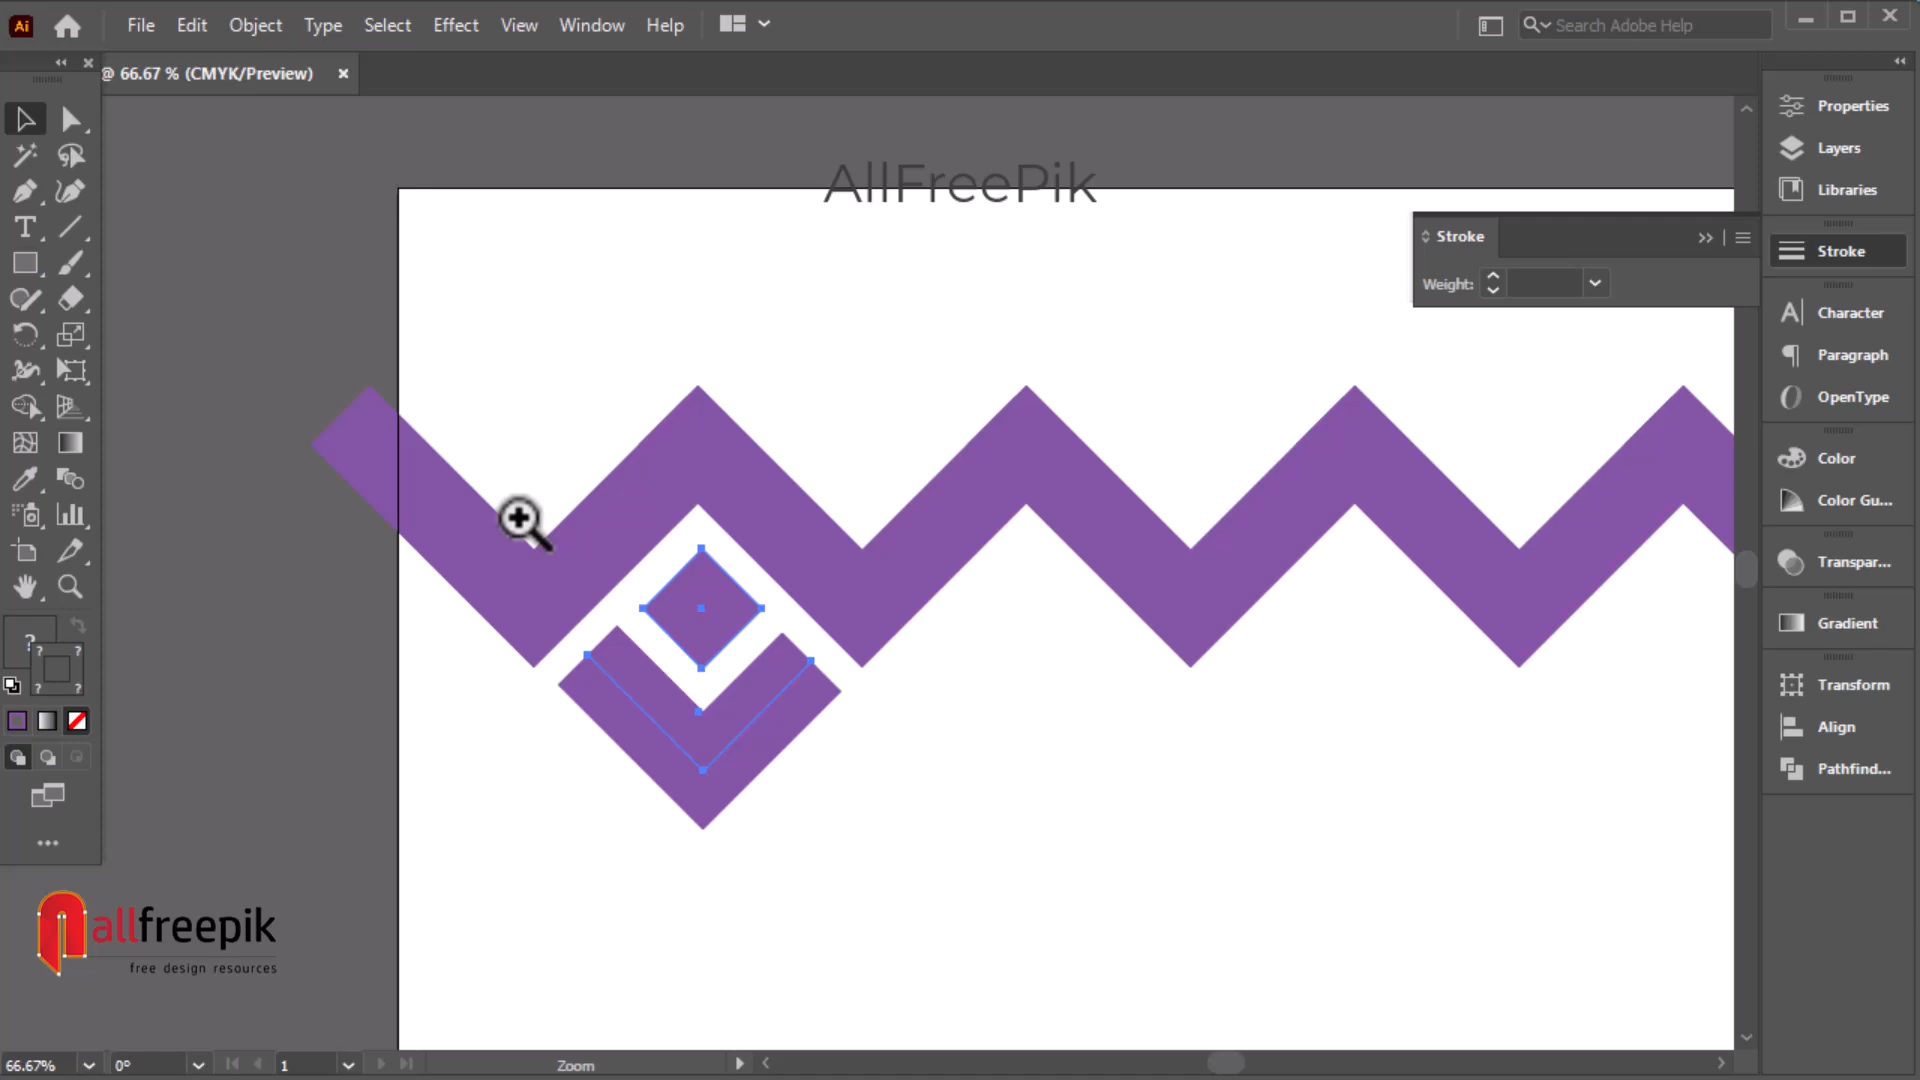 Ai
File Edit Object Type Select Effect View Window Help
Search Adobe Help
@ 66.67 % (CMYK/Preview)
AllFreePik
Stroke
Weight:
Properties
Layers
Libraries
Stroke
Character
Paragraph
OpenType
Color
Color Gu...
Transpar...
Gradient
Transform
Align
Pathfind...
?
? ?
? ?
allfreepik
free design resources
66.67% 0° 1 Zoom